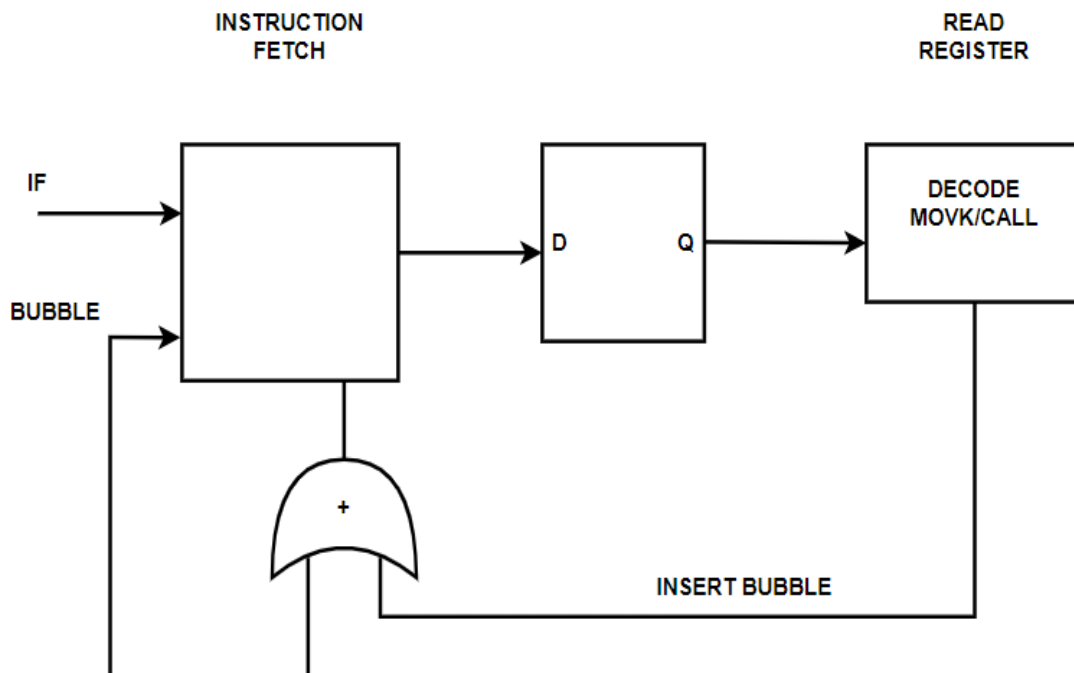 INSTRUCTION
FETCH
READ
REGISTER
IF
DECODE
MOVK/CALL
D
Q
BUBBLE
+
INSERT BUBBLE